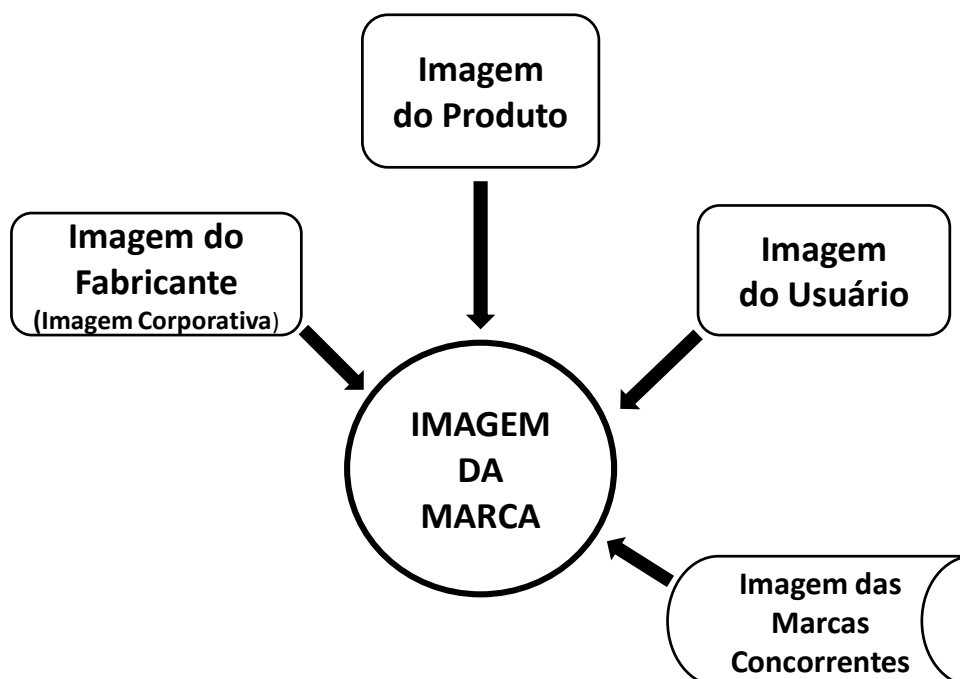 Imagem
do Produto
Imagem do
Fabricante
(Imagem Corporativa)
Imagem
do Usuário
IMAGEM
DA
MARCA
Imagem das
Marcas
Concorrentes